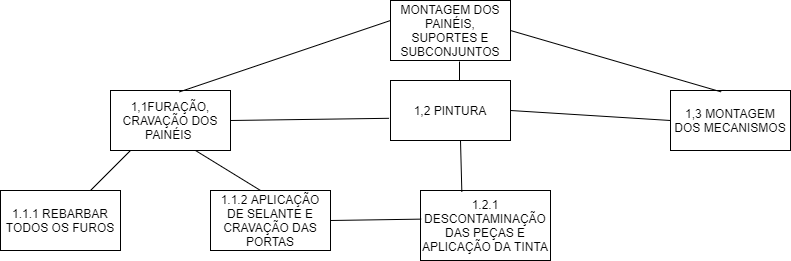 MONTAGEM DOS
PAINÉIS,
SUPORTES E
SUBCONJUNTOS
1,1FURAÇÃO,
CRAVAÇÃO DOS
PAINÉIS
1,2 PINTURA
1,3 MONTAGEM
DOS MECANISMOS
1.1.1 REBARBAR
TODOS OS FUROS
1.1.2 APLICAÇÃO
DE SELANTE E
CRAVAÇÃO DAS
PORTAS
1.2.1
DESCONTAMINAÇÃO
DAS PEÇAS E
APLICAÇÃO DA TINTA